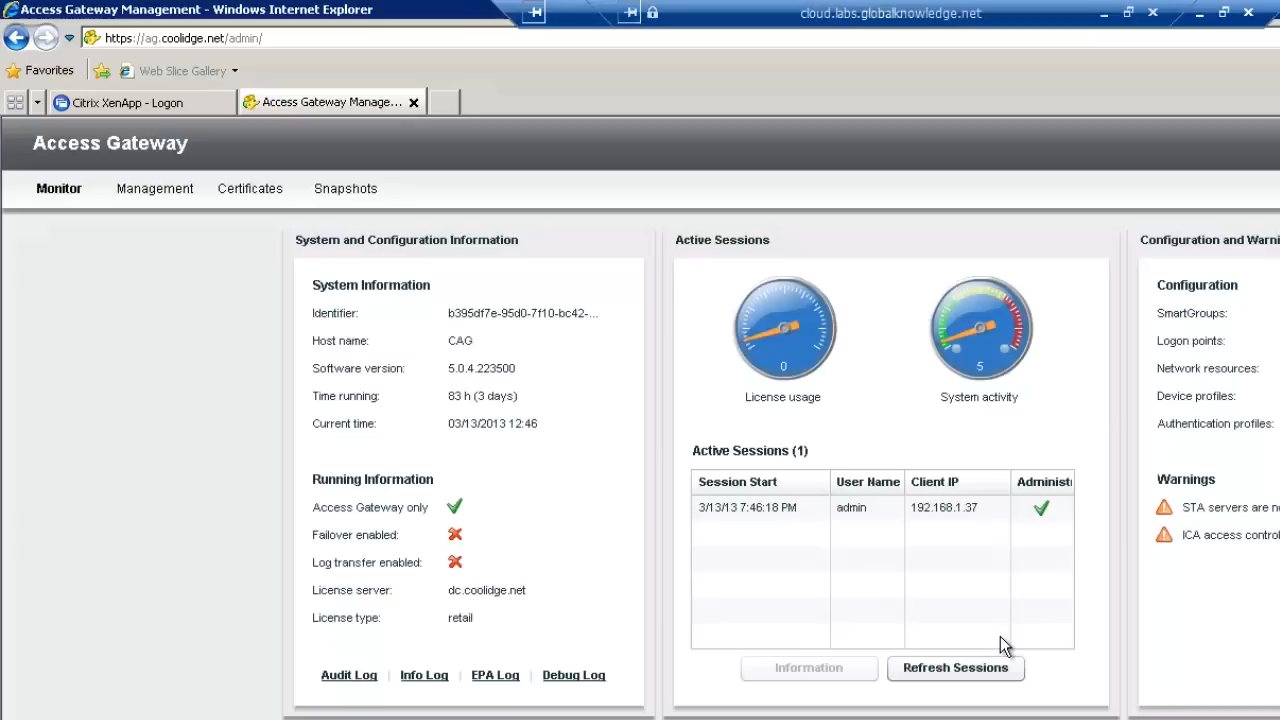 Access Gateway Management - Windows Internet Explorer
cloud.labs.globalknowledge.net
https://ag.coolidge.net/admin/
Favorites
Web Slice Gallery
Citrix XenApp - Logon
Access Gateway Manage...
Access Gateway
Monitor Management Certificates Snapshots
System and Configuration Information
System Information
Identifier: b395df7e-95d0-7f10-bc42-...
Host name: CAG
Software version: 5.0.4.223500
Time running: 83 h (3 days)
Current time: 03/13/2013 12:46
Running Information
Access Gateway only
Failover enabled:
Log transfer enabled:
License server: dc.coolidge.net
License type: retail
Audit Log | Info Log | EPA Log | Debug Log
Active Sessions
0
License usage
5
System activity
Active Sessions (1)
Session Start User Name Client IP Administ
3/13/13 7:46:18 PM admin 192.168.1.37
Information Refresh Sessions
Configuration and Warni
Configuration
SmartGroups:
Logon points:
Network resources:
Device profiles:
Authentication profiles:
Warnings
STA servers are n
ICA access contro